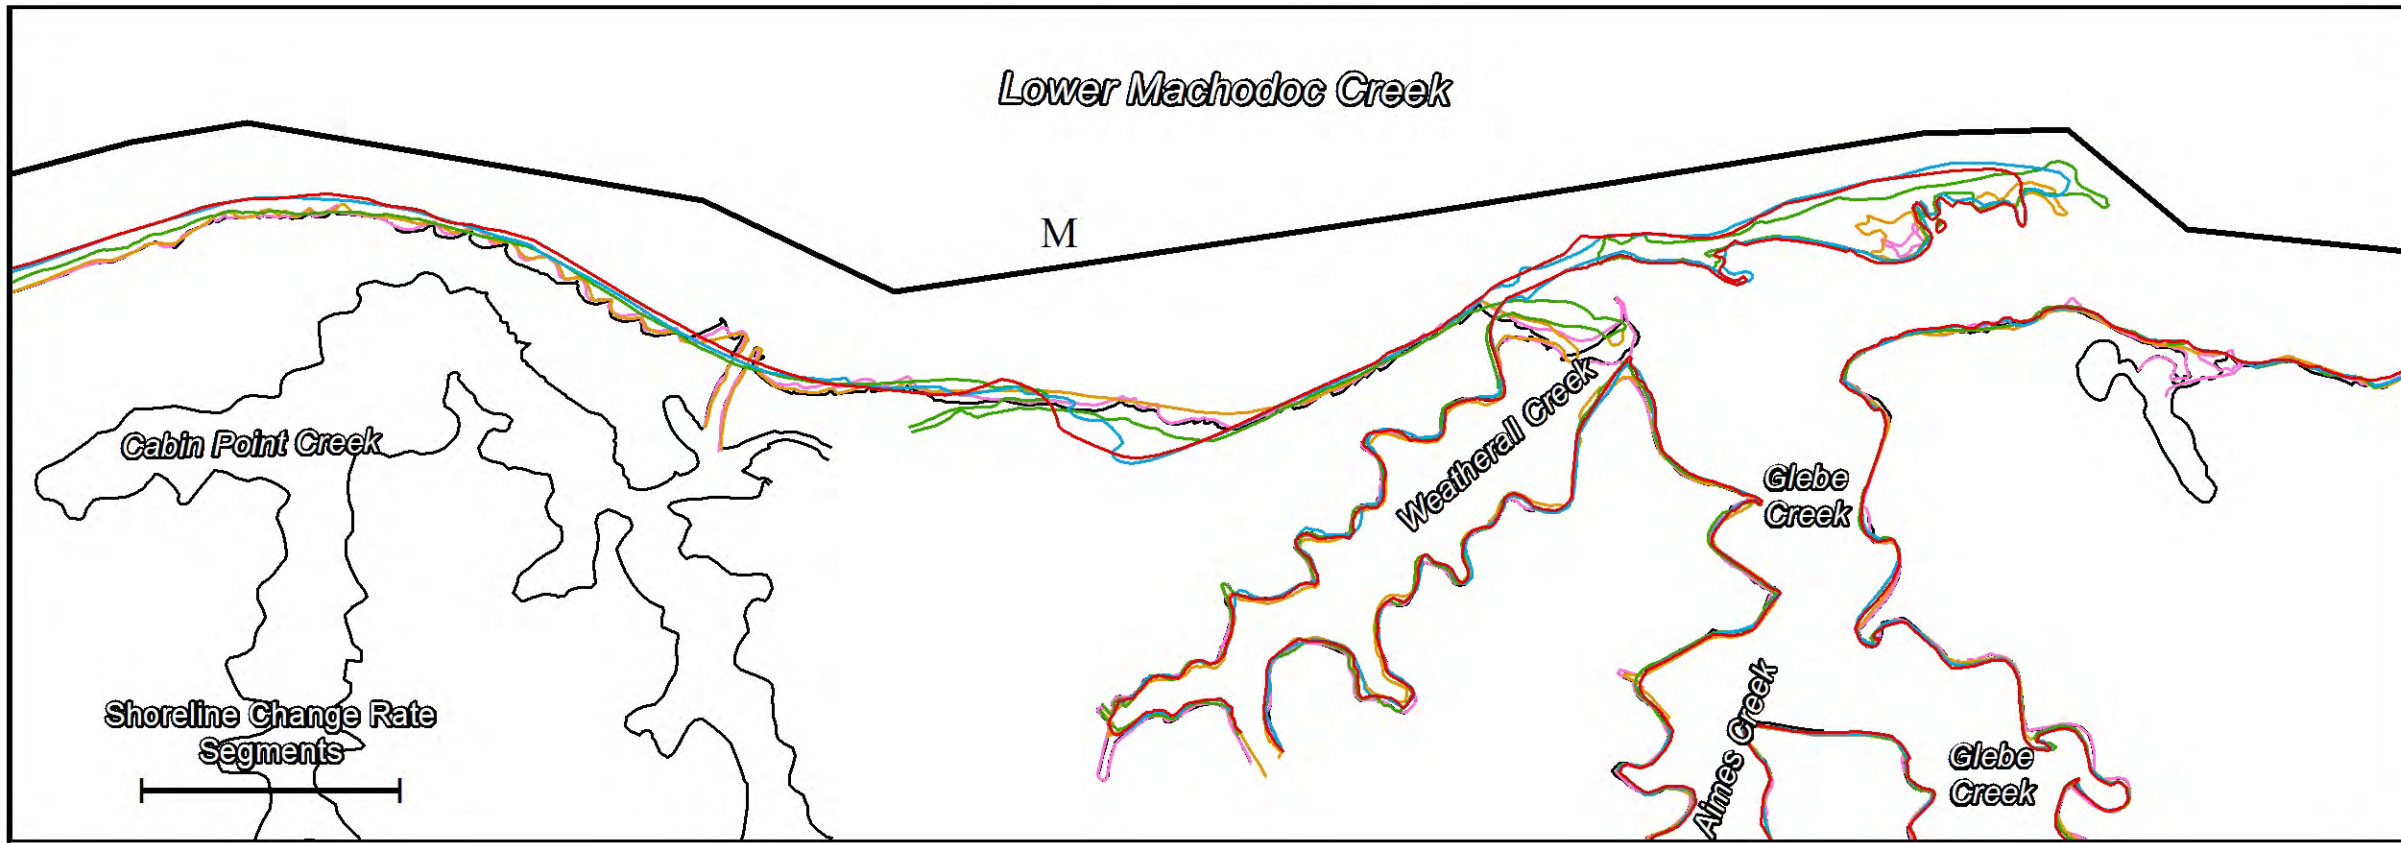 Lower Machodoc Creek
M
Cabin Point Creek
Weatherall Creek
Glebe
Creek
Shoreline Change Rate
Segments
Aimes Creek
Glebe
Creek